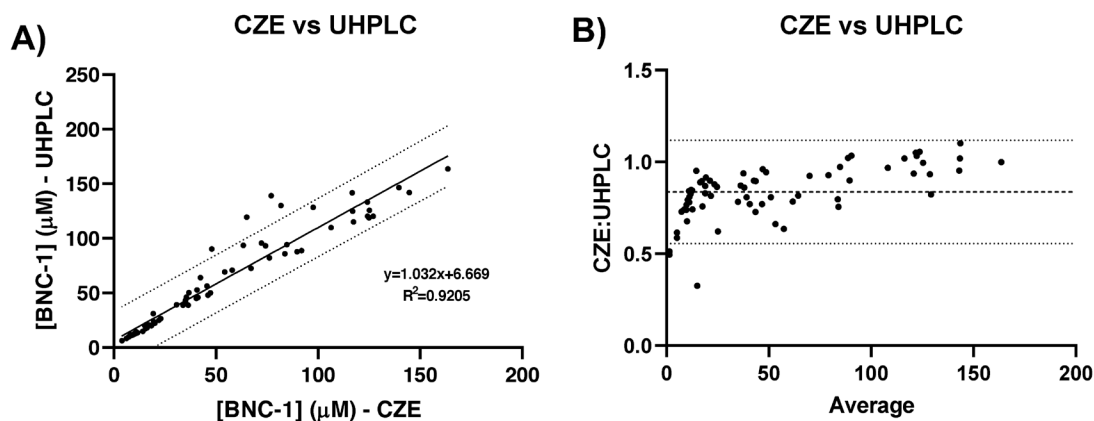 A)
CZE vs UHPLC
[BNC-1] (μM) - UHPLC
250
200
150
100
50
0
0 50 100 150 200
y=1.032x+6.669
R²=0.9205
[BNC-1] (μM) - CZE
B)
CZE vs UHPLC
CZE:UHPLC
1.5
1.0
0.5
0.0
0 50 100 150 200
Average